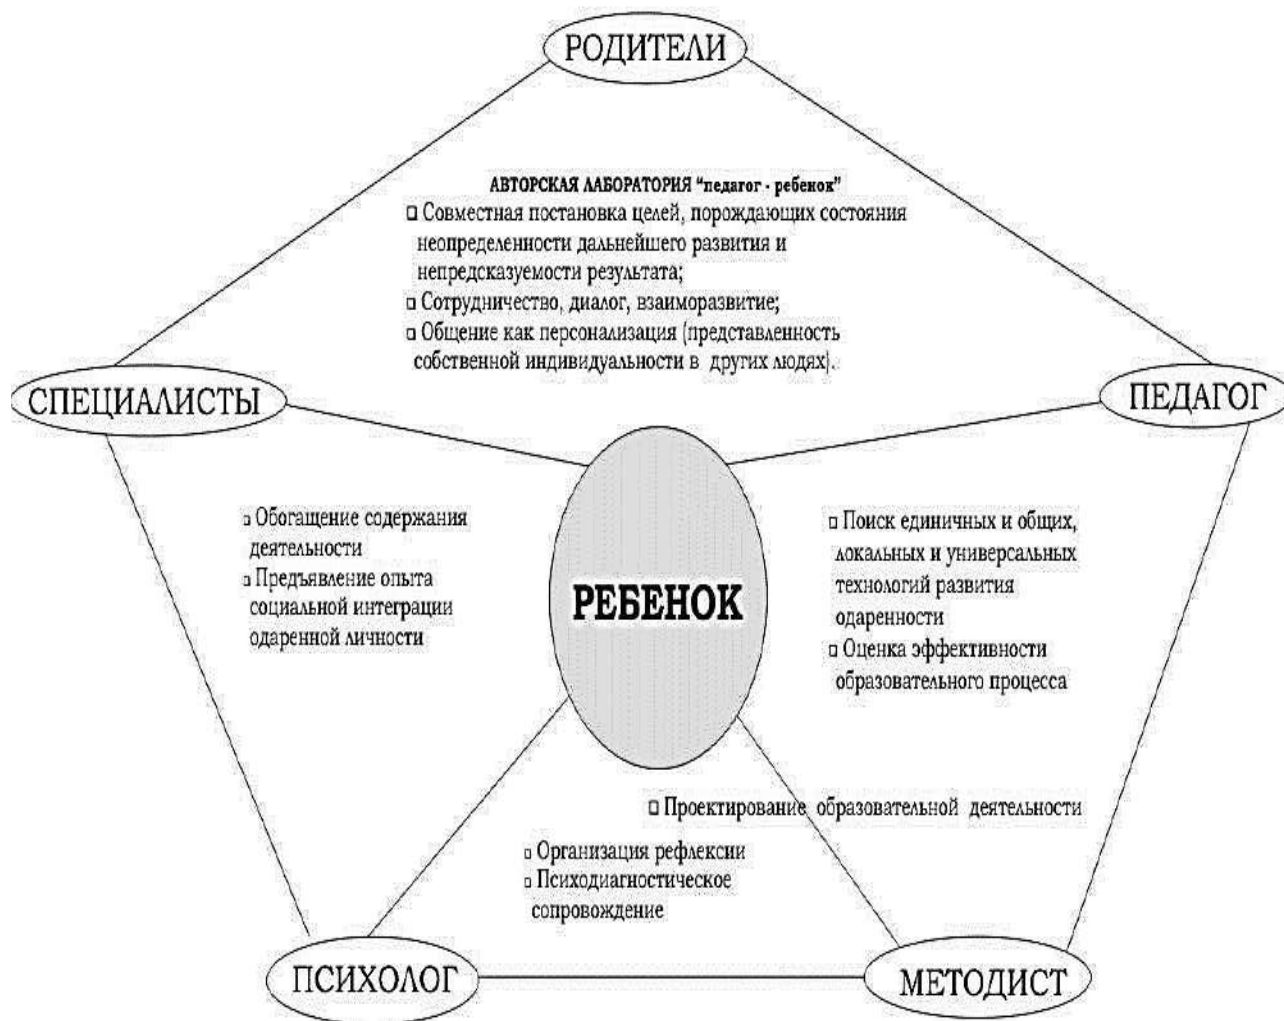 РОДИТЕЛИ
АВТОРСКАЯ ЛАБОРАТОРИЯ “педагог - ребенок”
Совместная постановка целей, порождающих состояния
неопределенности дальнейшего развития и
непредсказуемости результата;
Сотрудничество, диалог, взаиморазвитие;
Общение как персонализация (представленность
собственной индивидуальности в других людях).
СПЕЦИАЛИСТЫ
ПЕДАГОГ
Обогащение содержания
деятельности
Предъявление опыта
социальной интеграции
одаренной личности
РЕБЕНОК
Поиск единичных и общих,
локальных и универсальных
технологий развития
одаренности
Оценка эффективности
образовательного процесса
Проектирование образовательной деятельности
Организация рефлексии
Психодиагностическое
сопровождение
ПСИХОЛОГ
МЕТОДИСТ